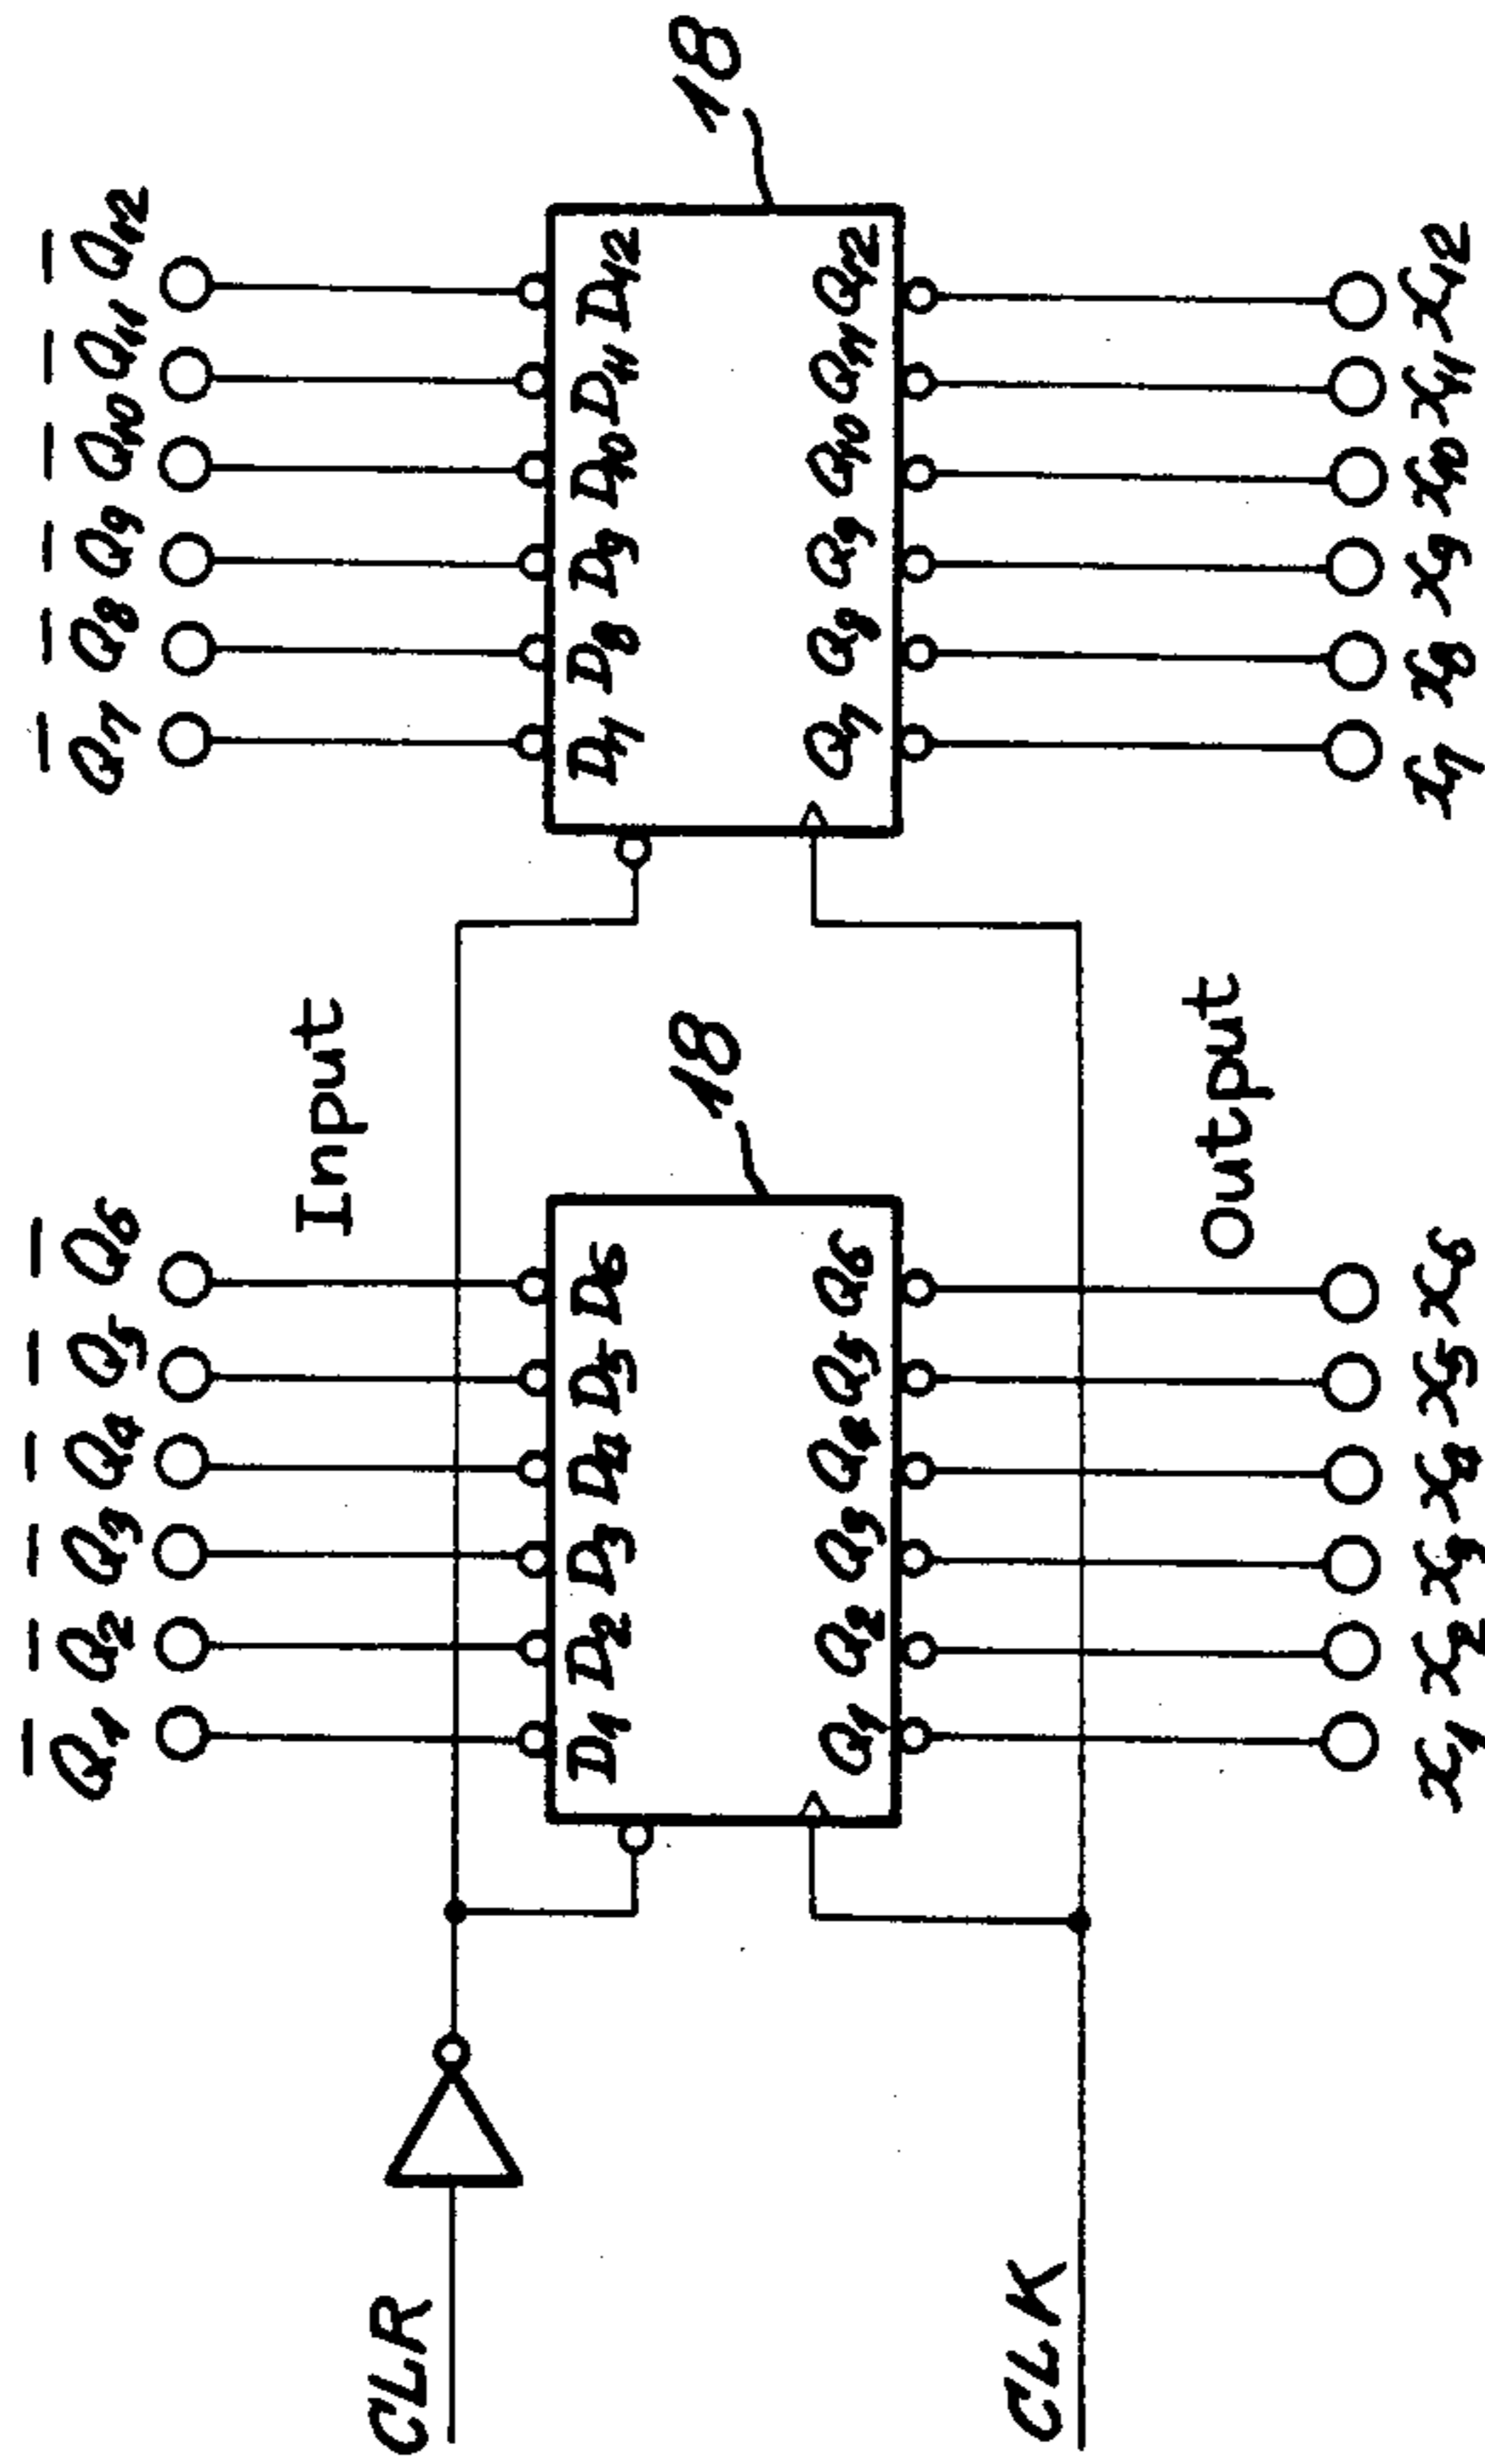 Q̅1 Q̅2 Q̅3 Q̅4 Q̅5 Q̅6 Q̅7 Q̅8 Q̅9 Q̅10 Q̅11 Q̅12
Input
CLR
D1 D2 D3 D4 D5 D6
18
D7 D8 D9 D10 D11 D12
18
Q1 Q2 Q3 Q4 Q5 Q6
Q7 Q8 Q9 Q10 Q11 Q12
CLK
Output
X1 X2 X3 X4 X5 X6 X7 X8 X9 X10 X11 X12